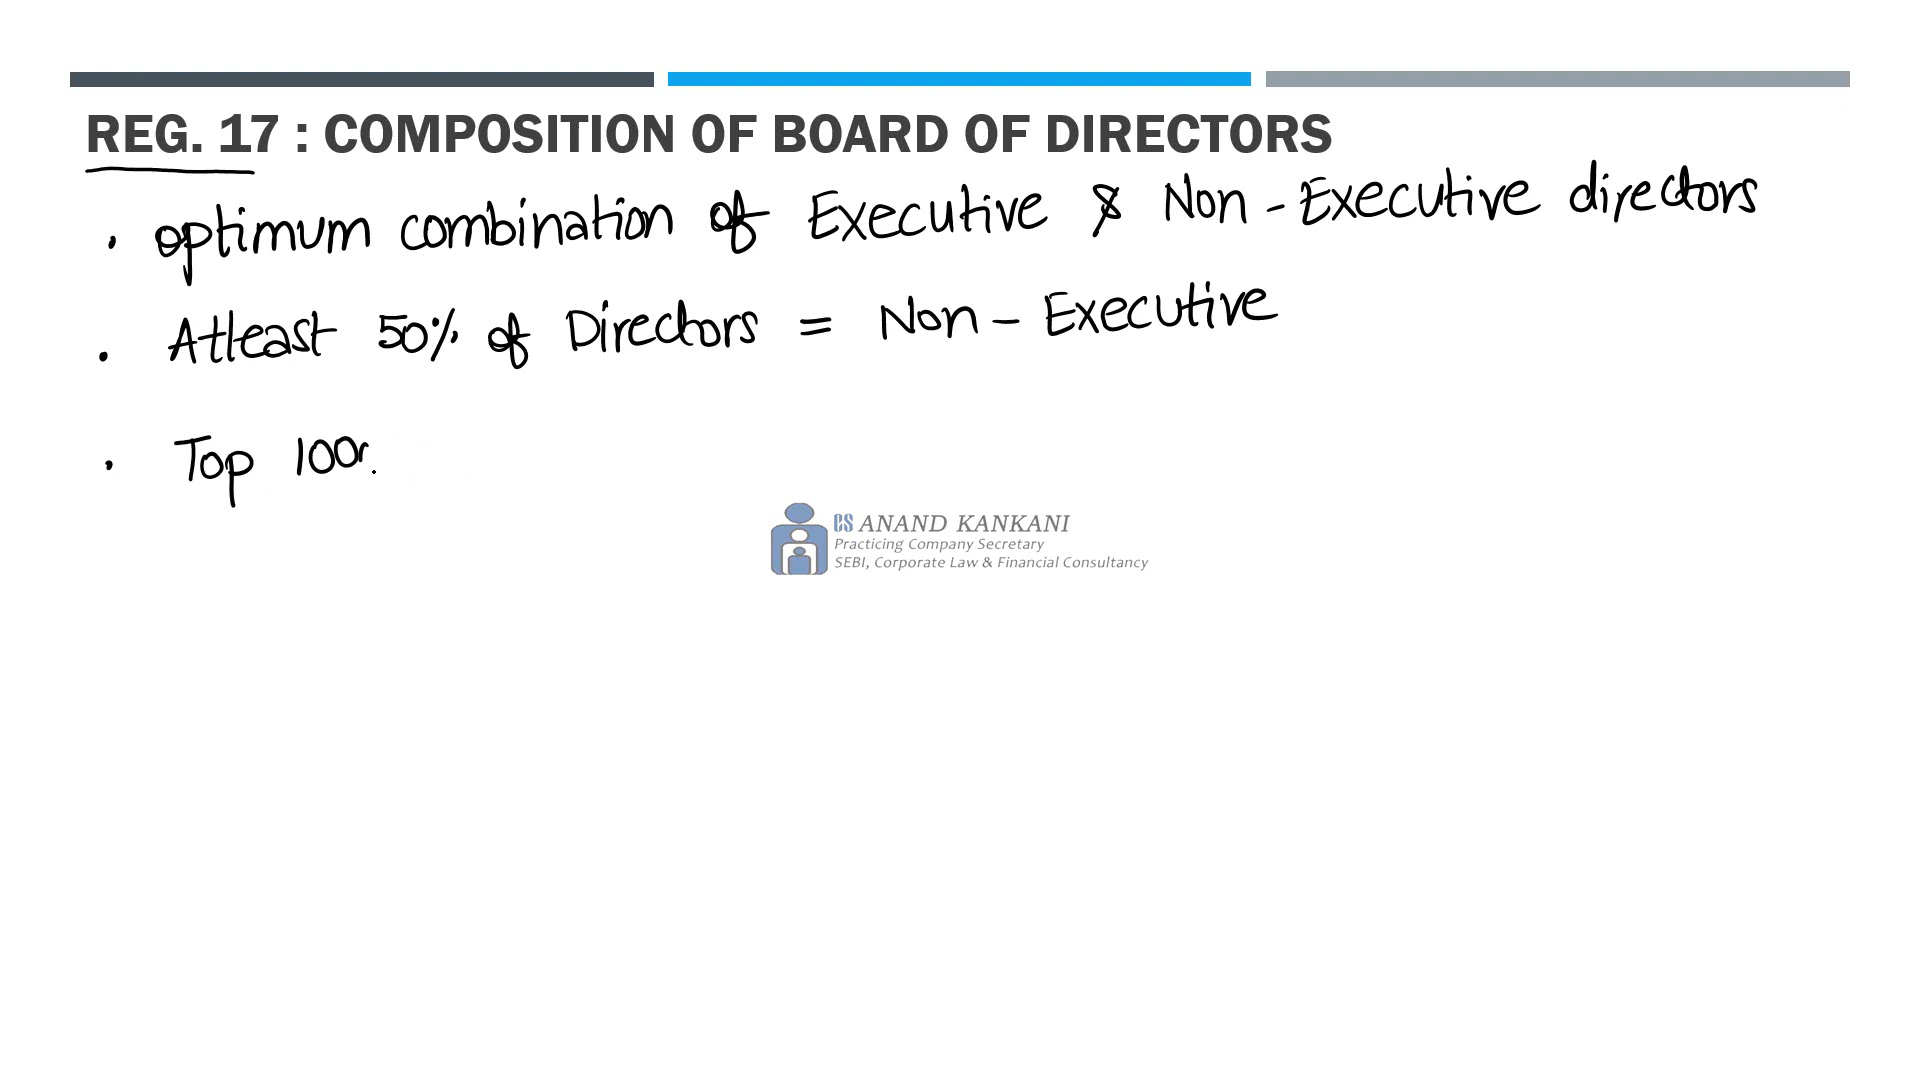 REG. 17 : COMPOSITION OF BOARD OF DIRECTORS
• optimum combination of Executive & Non-Executive directors
• Atleast 50% of Directors = Non-Executive
• Top 100
CS ANAND KANKANI
Practicing Company Secretary
SEBI, Corporate Law & Financial Consultancy